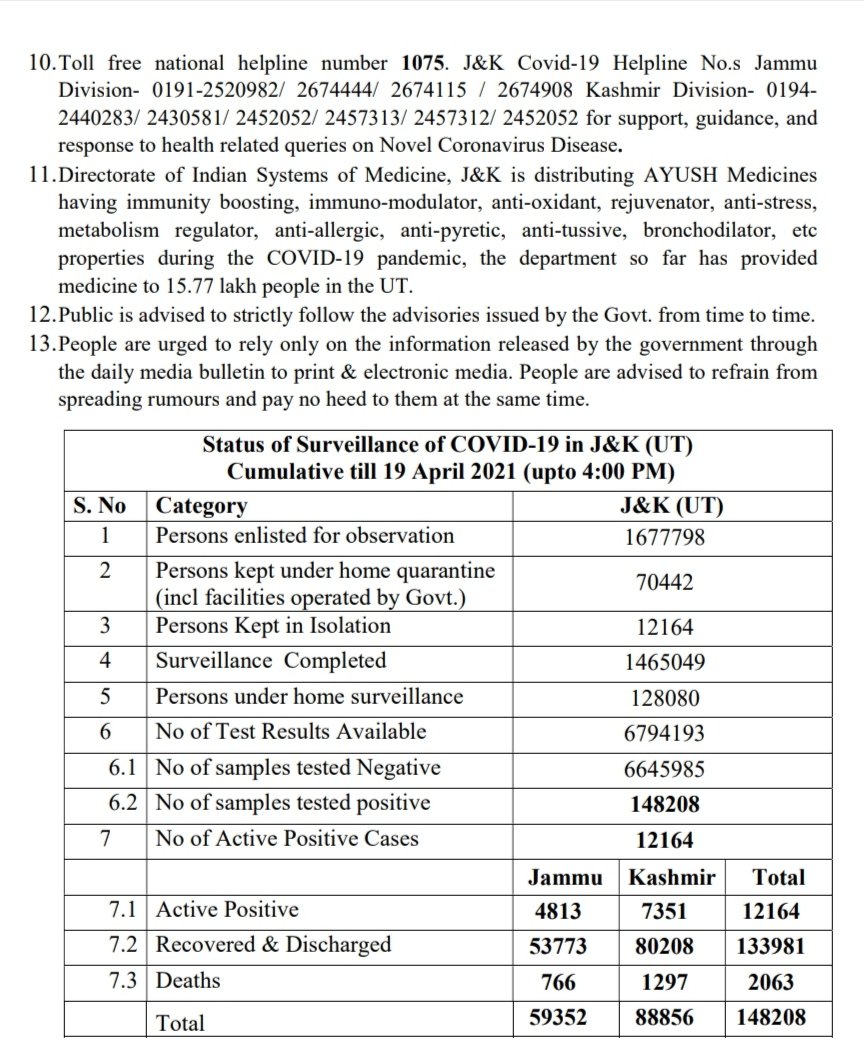 10.Toll free national helpline number 1075. J&K Covid-19 Helpline No.s Jammu
Division- 0191-2520982/ 2674444/ 2674115 / 2674908 Kashmir Division- 0194-
2440283/ 2430581/ 2452052/ 2457313/ 2457312/ 2452052 for support, guidance, and
response to health related queries on Novel Coronavirus Disease.
11.Directorate of Indian Systems of Medicine, J&K is distributing AYUSH Medicines
having immunity boosting, immuno-modulator, anti-oxidant, rejuvenator, anti-stress,
metabolism regulator, anti-allergic, anti-pyretic, anti-tussive, bronchodilator, etc
properties during the COVID-19 pandemic, the department so far has provided
medicine to 15.77 lakh people in the UT.
12.Public is advised to strictly follow the advisories issued by the Govt. from time to time.
13.People are urged to rely only on the information released by the government through
the daily media bulletin to print & electronic media. People are advised to refrain from
spreading rumours and pay no heed to them at the same time.
Status of Surveillance of COVID-19 in J&K (UT)
Cumulative till 19 April 2021 (upto 4:00 PM)
S. No Category J&K (UT)
1 Persons enlisted for observation 1677798
2 Persons kept under home quarantine
(incl facilities operated by Govt.) 70442
3 Persons Kept in Isolation 12164
4 Surveillance Completed 1465049
5 Persons under home surveillance 128080
6 No of Test Results Available 6794193
6.1 No of samples tested Negative 6645985
6.2 No of samples tested positive 148208
7 No of Active Positive Cases 12164
Jammu Kashmir Total
7.1 Active Positive 4813 7351 12164
7.2 Recovered & Discharged 53773 80208 133981
7.3 Deaths 766 1297 2063
Total 59352 88856 148208